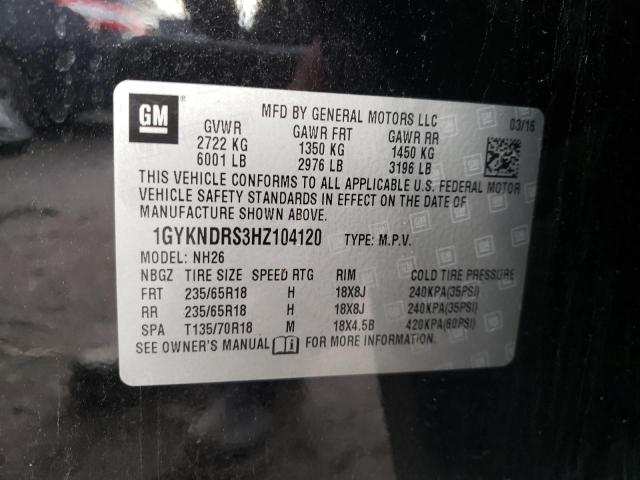 GM
MFD BY GENERAL MOTORS LLC
03/16
GVWR GAWR FRT GAWR RR
2722 KG 1350 KG 1450 KG
6001 LB 2976 LB 3196 LB
THIS VEHICLE CONFORMS TO ALL APPLICABLE U.S. FEDERAL MOTOR
VEHICLE SAFETY STANDARDS IN EFFECT ON THE DATE OF
MANUFACTURE SHOWN ABOVE.
1GYKNDRS3HZ104120 TYPE: M.P.V.
MODEL: NH26
NBGZ TIRE SIZE SPEED RTG RIM COLD TIRE PRESSURE
FRT 235/65R18 H 18X8J 240KPA(35PSI)
RR 235/65R18 H 18X8J 240KPA(35PSI)
SPA T135/70R18 M 18X4.5B 420KPA(60PSI)
SEE OWNER'S MANUAL FOR MORE INFORMATION.